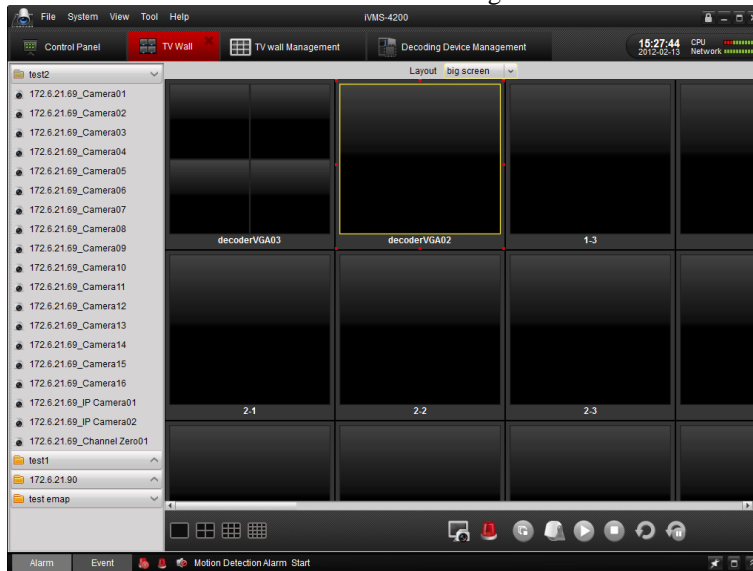 File System View Tool Help iVMS-4200
Control Panel TV Wall TV wall Management Decoding Device Management 15:27:44 CPU
2012-02-13 Network
test2 Layout big screen
172.6.21.69_Camera01
172.6.21.69_Camera02
172.6.21.69_Camera03
172.6.21.69_Camera04
172.6.21.69_Camera05
172.6.21.69_Camera06
172.6.21.69_Camera07
172.6.21.69_Camera08
decoderVGA03 decoderVGA02 1-3
172.6.21.69_Camera09
172.6.21.69_Camera10
172.6.21.69_Camera11
172.6.21.69_Camera12
172.6.21.69_Camera13
172.6.21.69_Camera14
172.6.21.69_Camera15
172.6.21.69_Camera16
172.6.21.69_IP Camera01
2-1 2-2 2-3
172.6.21.69_IP Camera02
172.6.21.69_Channel Zero01
test1
172.6.21.90
test emap
Alarm Event Motion Detection Alarm Start